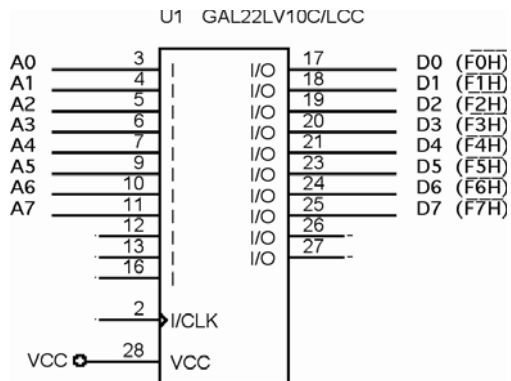 U1 GAL22LV10C/LCC
A0 3 I I/O 17 D0 (F0H)
A1 4 I I/O 18 D1 (F1H)
A2 5 I I/O 19 D2 (F2H)
A3 6 I I/O 20 D3 (F3H)
A4 7 I I/O 21 D4 (F4H)
A5 9 I I/O 23 D5 (F5H)
A6 10 I I/O 24 D6 (F6H)
A7 11 I I/O 25 D7 (F7H)
12 I I/O 26
13 I I/O 27
16 I
2 I/CLK
VCC 28 VCC